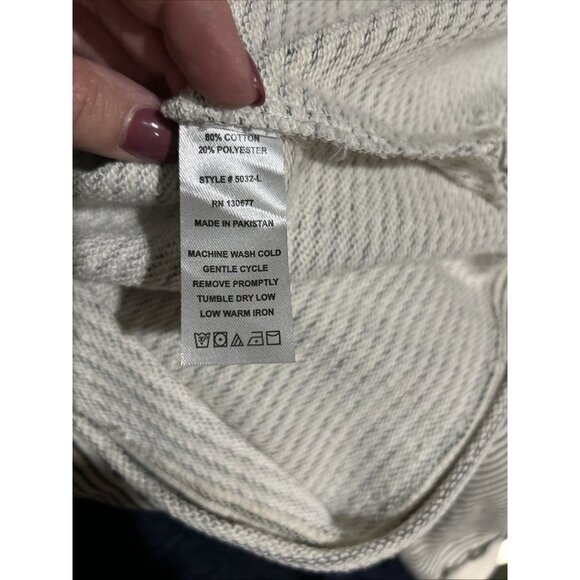 80% COTTON
20% POLYESTER
STYLE # 5032-L
RN 130677
MADE IN PAKISTAN
MACHINE WASH COLD
GENTLE CYCLE
REMOVE PROMPTLY
TUMBLE DRY LOW
LOW WARM IRON